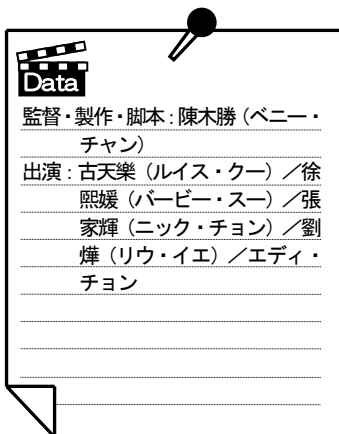 Data
監督・製作・脚本:陳木勝(ベニー・
チャン)
出演:古天樂(ルイス・クー)/徐
熙媛(バービー・スー)/張
家輝(ニック・チョン)/劉
燁(リウ・イエ)/エディ・
チョン